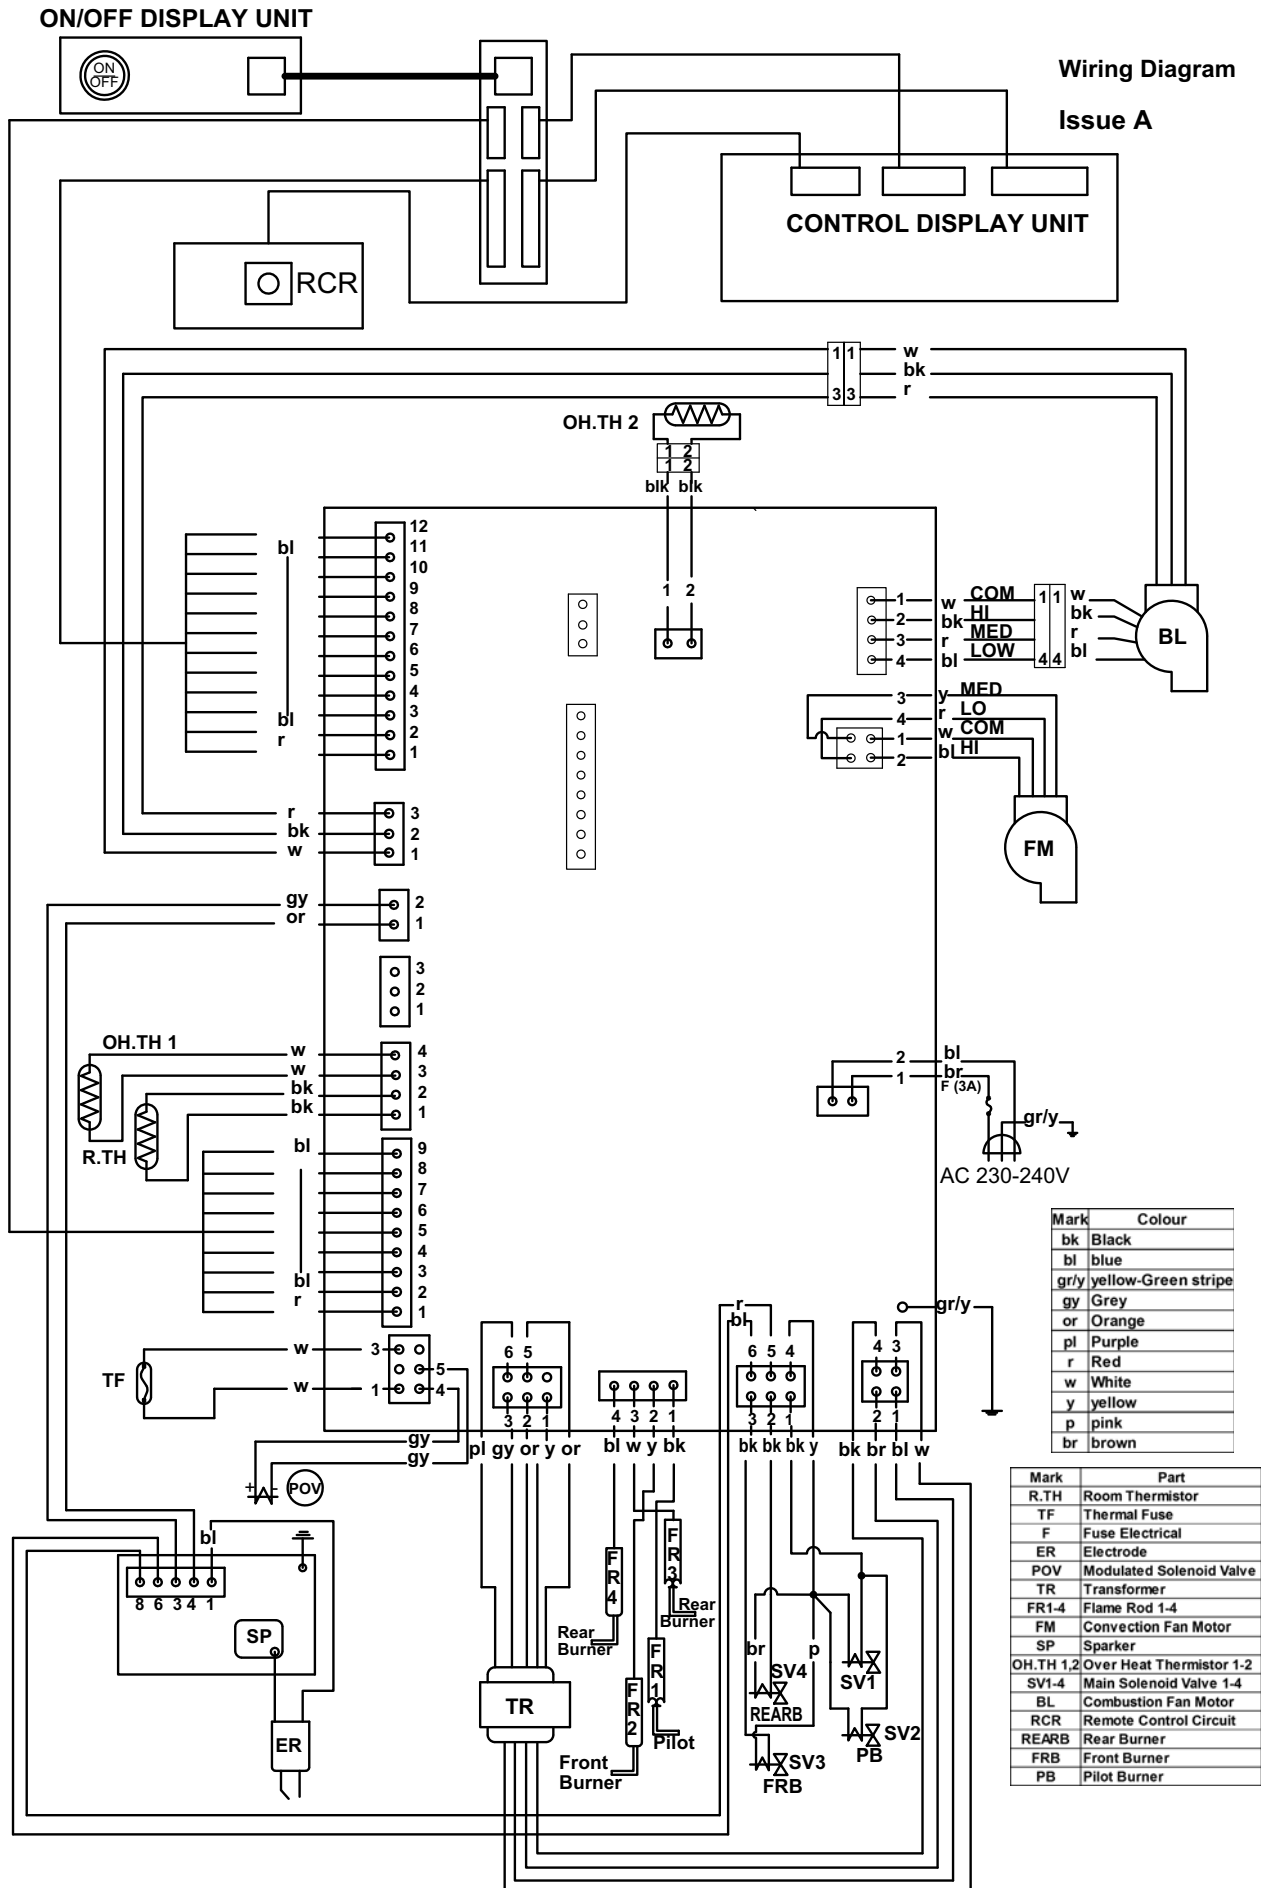 ON/OFF DISPLAY UNIT
ON
OFF
Wiring Diagram
Issue A
CONTROL DISPLAY UNIT
RCR
1 1 w
bk
3 3 r
OH.TH 2
1 2
1 2
blk blk
1 2
12
11
10
9
8
7
6
5
4
3
2
1
bl
bl
r
1 w COM 1 1 w
2 bk HI bk
3 r MED r
4 bl LOW 4 4 bl
BL
3 y MED
4 r LO
1 w COM
2 bl HI
FM
r 3
bk 2
w 1
gy 2
or 1
3
2
1
OH.TH 1
w 4
w 3
bk 2
bk 1
R.TH
bl 9
8
7
6
5
4
bl 3
r 2
1
2 bl
1 br
F (3A)
gr/y
AC 230-240V
gr/y
TF
w 3
5
w 1 4
gy
gy
+ -
POV
6 5
3 2 1
pl gy or y or
4 3 2 1
bl w y bk
r
bl
6 5 4
3 2 1
bk bk bk y
4 3
2 1
bk br bl w
bl
8 6 3 4 1
SP
ER
TR
FR4
Rear
Burner
FR3
Rear
Burner
FR2
Front
Burner
FR1
Pilot
br
p
SV4
REARB
SV1
SV2
PB
SV3
FRB
Mark Colour
bk Black
bl blue
gr/y yellow-Green stripe
gy Grey
or Orange
pl Purple
r Red
w White
y yellow
p pink
br brown
Mark Part
R.TH Room Thermistor
TF Thermal Fuse
F Fuse Electrical
ER Electrode
POV Modulated Solenoid Valve
TR Transformer
FR1-4 Flame Rod 1-4
FM Convection Fan Motor
SP Sparker
OH.TH 1,2 Over Heat Thermistor 1-2
SV1-4 Main Solenoid Valve 1-4
BL Combustion Fan Motor
RCR Remote Control Circuit
REARB Rear Burner
FRB Front Burner
PB Pilot Burner